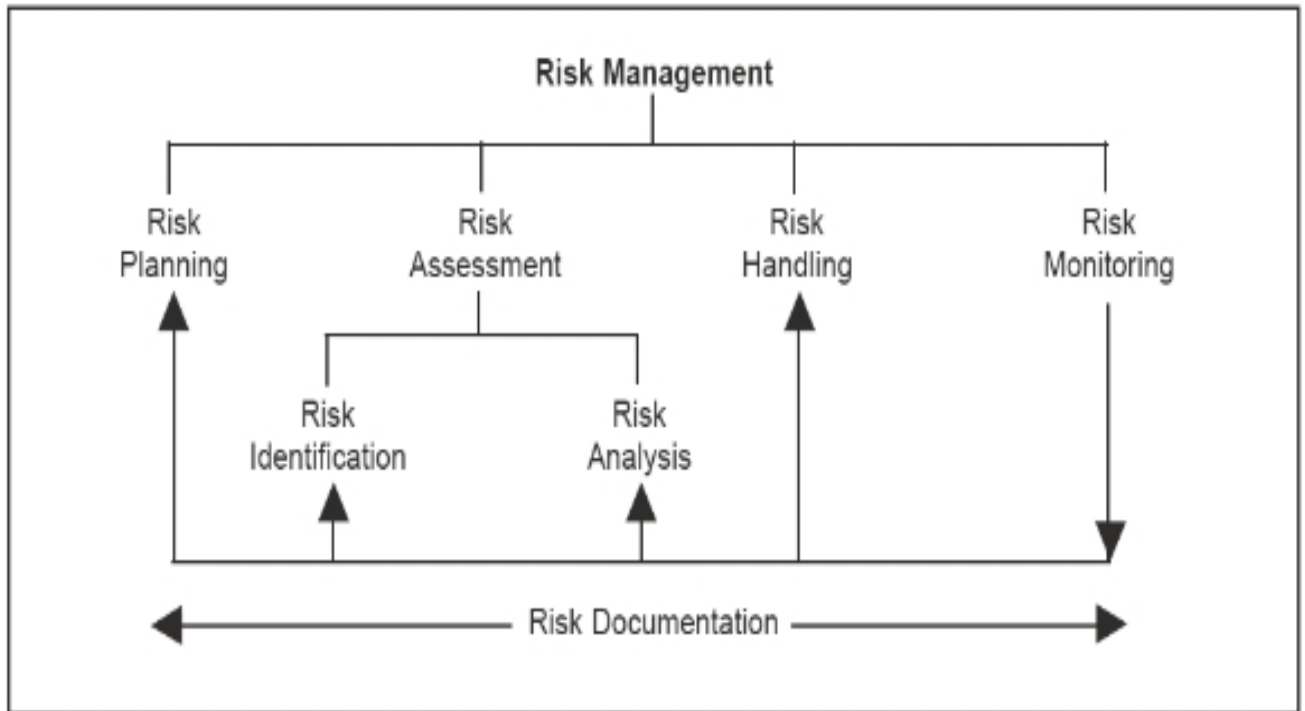 Risk Management
Risk
Planning
Risk
Assessment
Risk
Handling
Risk
Monitoring
Risk
Identification
Risk
Analysis
Risk Documentation